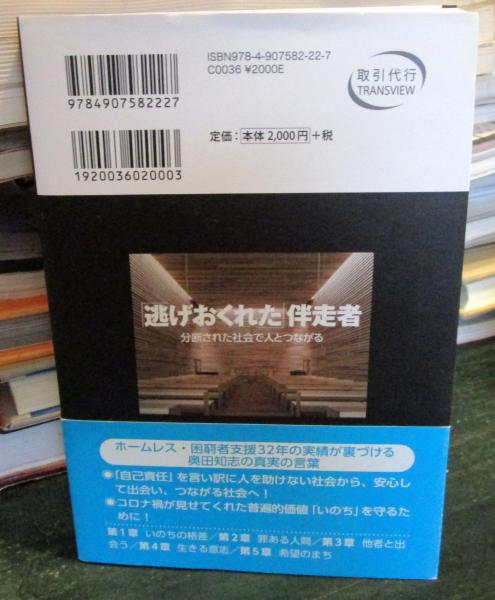 ISBN978-4-907582-22-7
C0036 ¥2000E
取引代行
TRANSVIEW
9784907582227
定価：本体2,000円＋税
1920036020003
「逃げおくれた」伴走者
分断された社会で人とつながる
ホームレス・困窮者支援32年の実績が裏づける
奥田知志の真実の言葉
●「自己責任」を言い訳に人を助けない社会から、安心し
て出会い、つながる社会へ！
●コロナ禍が見せてくれた普遍的価値「いのち」を守るた
めに！
第1章 いのちの格差／第2章 罪ある人間／第3章 他者と出
会う／第4章 生きる意志／第5章 希望のまち